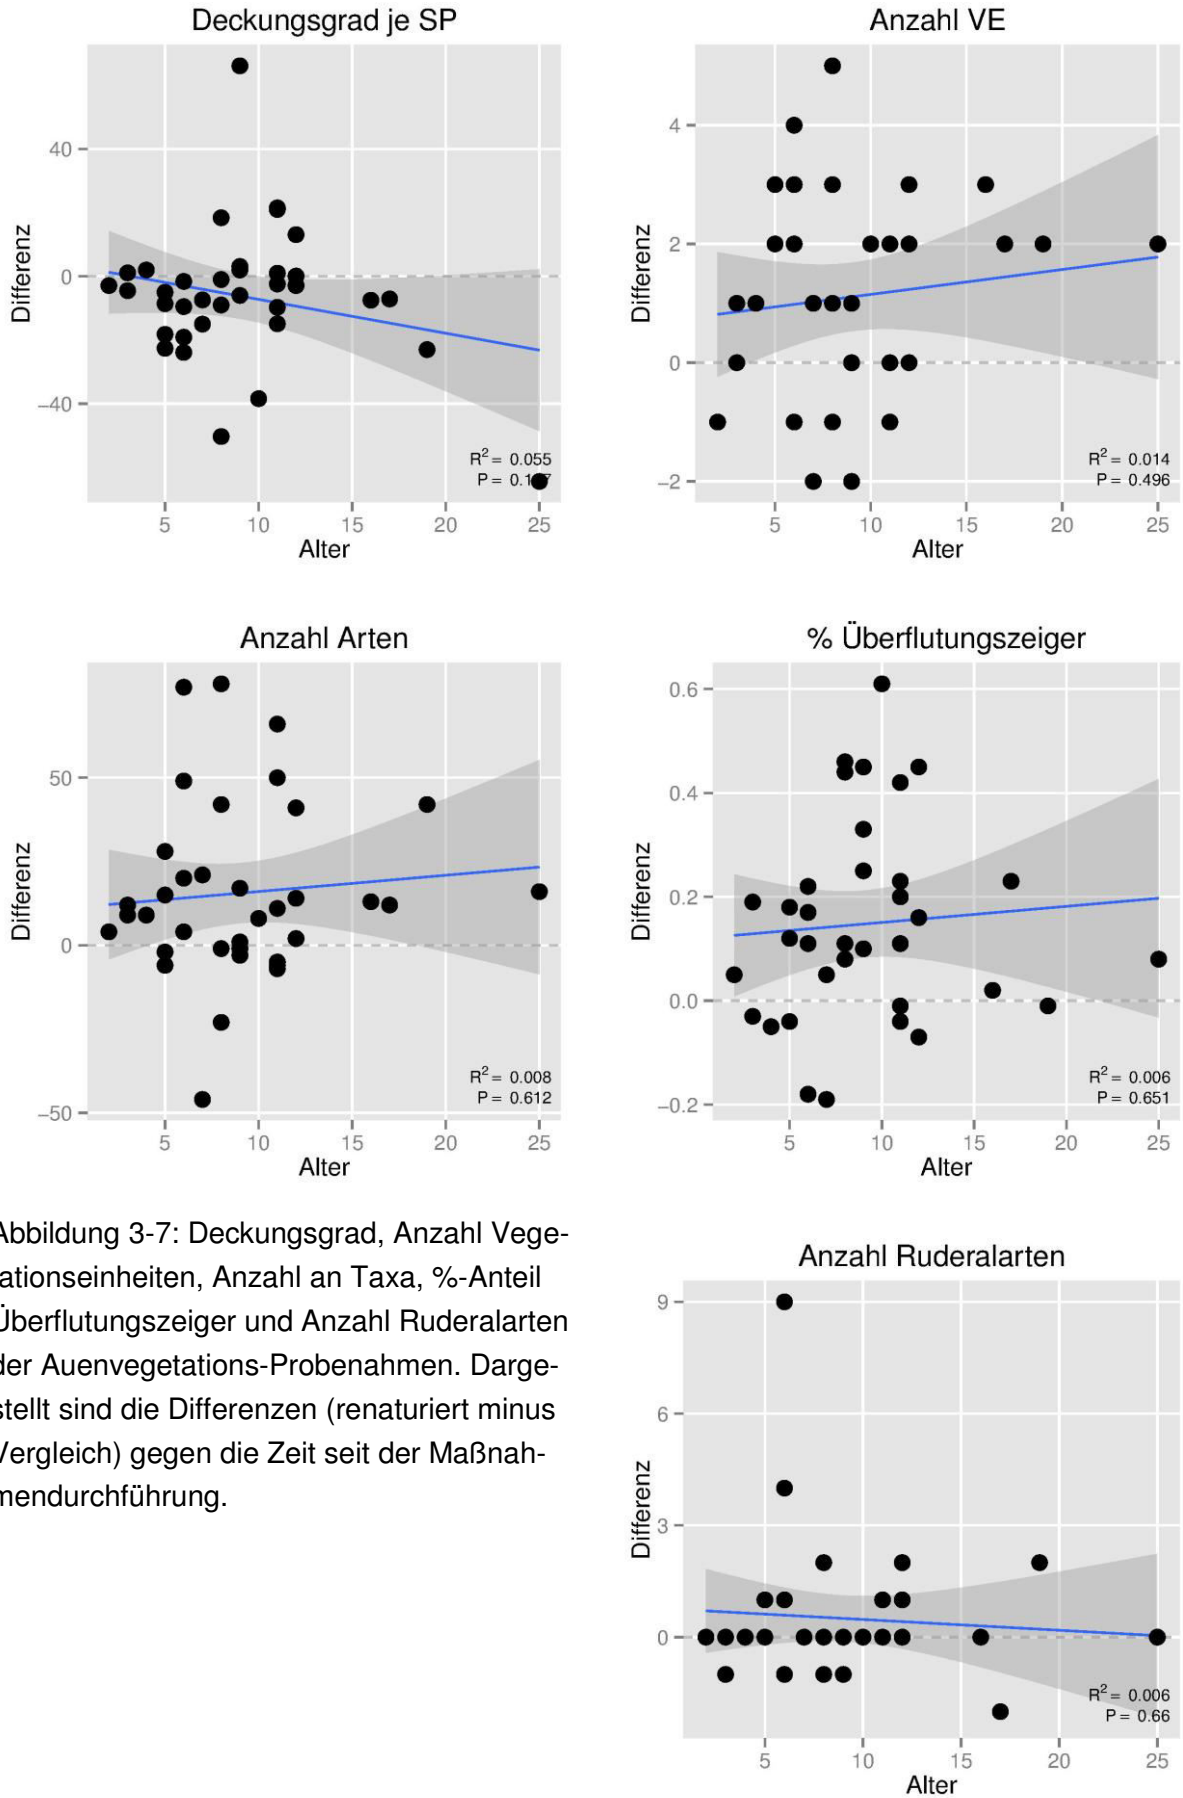 Deckungsgrad je SP
40
0
−40
Differenz
R² = 0.055
P =
5 10 15 20 25
Alter
Anzahl VE
4
2
0
−2
Differenz
R² = 0.014
P = 0.496
5 10 15 20 25
Alter
Anzahl Arten
50
0
−50
Differenz
R² = 0.008
P = 0.612
5 10 15 20 25
Alter
% Überflutungszeiger
0.6
0.4
0.2
0.0
−0.2
Differenz
R² = 0.006
P = 0.651
5 10 15 20 25
Alter
Abbildung 3-7: Deckungsgrad, Anzahl Vege-
tationseinheiten, Anzahl an Taxa, %-Anteil
Überflutungszeiger und Anzahl Ruderalarten
der Auenvegetations-Probenahmen. Darge-
stellt sind die Differenzen (renaturiert minus
Vergleich) gegen die Zeit seit der Maßnah-
mendurchführung.
Anzahl Ruderalarten
9
6
3
0
Differenz
R² = 0.006
P = 0.66
5 10 15 20 25
Alter